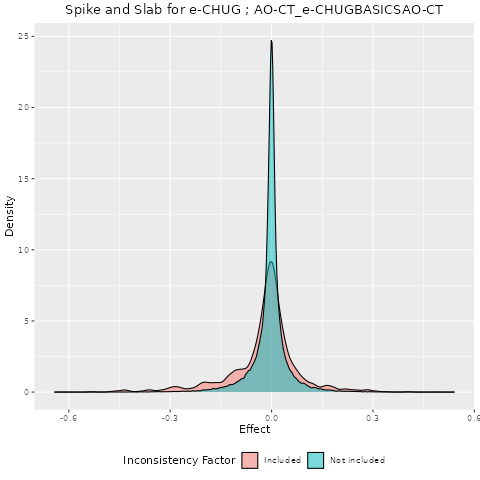 Spike and Slab for e-CHUG ; AO-CT_e-CHUGBASICSAO-CT
Density
25
20
15
10
5
0
-0.6 -0.3 0.0 0.3 0.6
Effect
Inconsistency Factor Included Not included